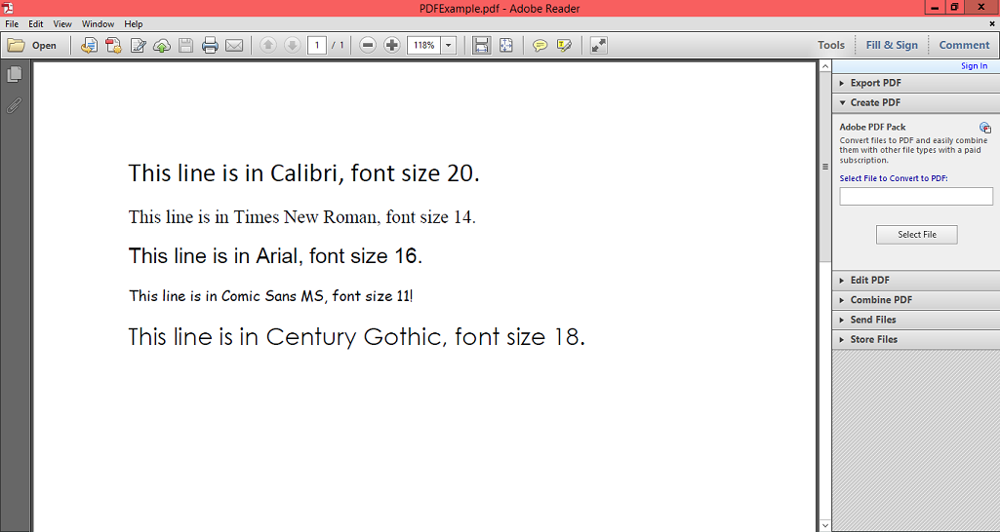 PDFExample.pdf - Adobe Reader
File Edit View Window Help
Open 1 / 1 118% Tools Fill & Sign Comment
Sign In
Export PDF
Create PDF
Adobe PDF Pack
Convert files to PDF and easily combine
them with other file types with a paid
subscription.
Select File to Convert to PDF:
Select File
Edit PDF
Combine PDF
Send Files
Store Files
This line is in Calibri, font size 20.
This line is in Times New Roman, font size 14.
This line is in Arial, font size 16.
This line is in Comic Sans MS, font size 11!
This line is in Century Gothic, font size 18.